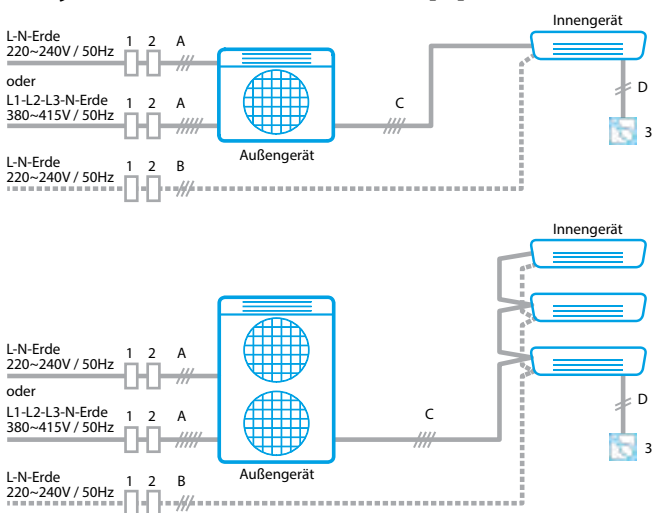 Innengerät
L-N-Erde
220~240V / 50Hz
1 2 A
oder
L1-L2-L3-N-Erde
380~415V / 50Hz
1 2 A
C
D
3
Außengerät
L-N-Erde
220~240V / 50Hz
1 2 B
Innengerät
L-N-Erde
220~240V / 50Hz
1 2 A
oder
L1-L2-L3-N-Erde
380~415V / 50Hz
1 2 A
C
D
3
Außengerät
L-N-Erde
220~240V / 50Hz
1 2 B